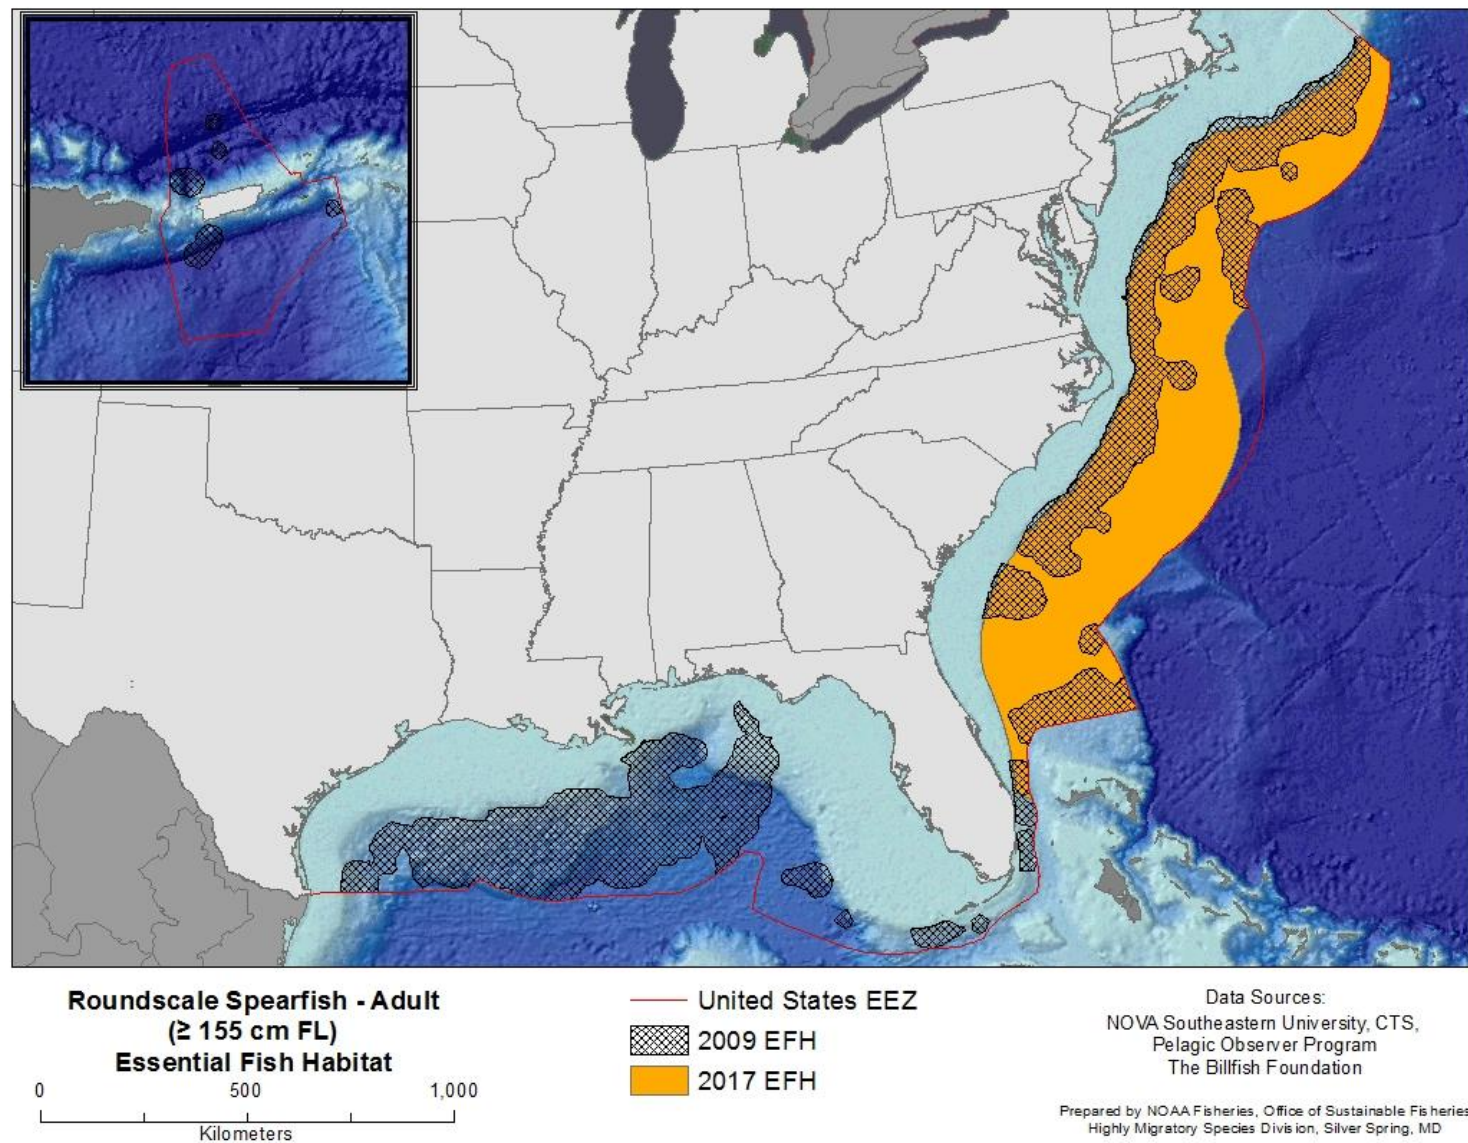 Roundscale Spearfish - Adult
(≥ 155 cm FL)
Essential Fish Habitat
0 500 1,000
Kilometers
United States EEZ
2009 EFH
2017 EFH
Data Sources:
NOVA Southeastern University, CTS,
Pelagic Observer Program
The Billfish Foundation
Prepared by NOAA Fisheries, Office of Sustainable Fisheries
Highly Migratory Species Division, Silver Spring, MD